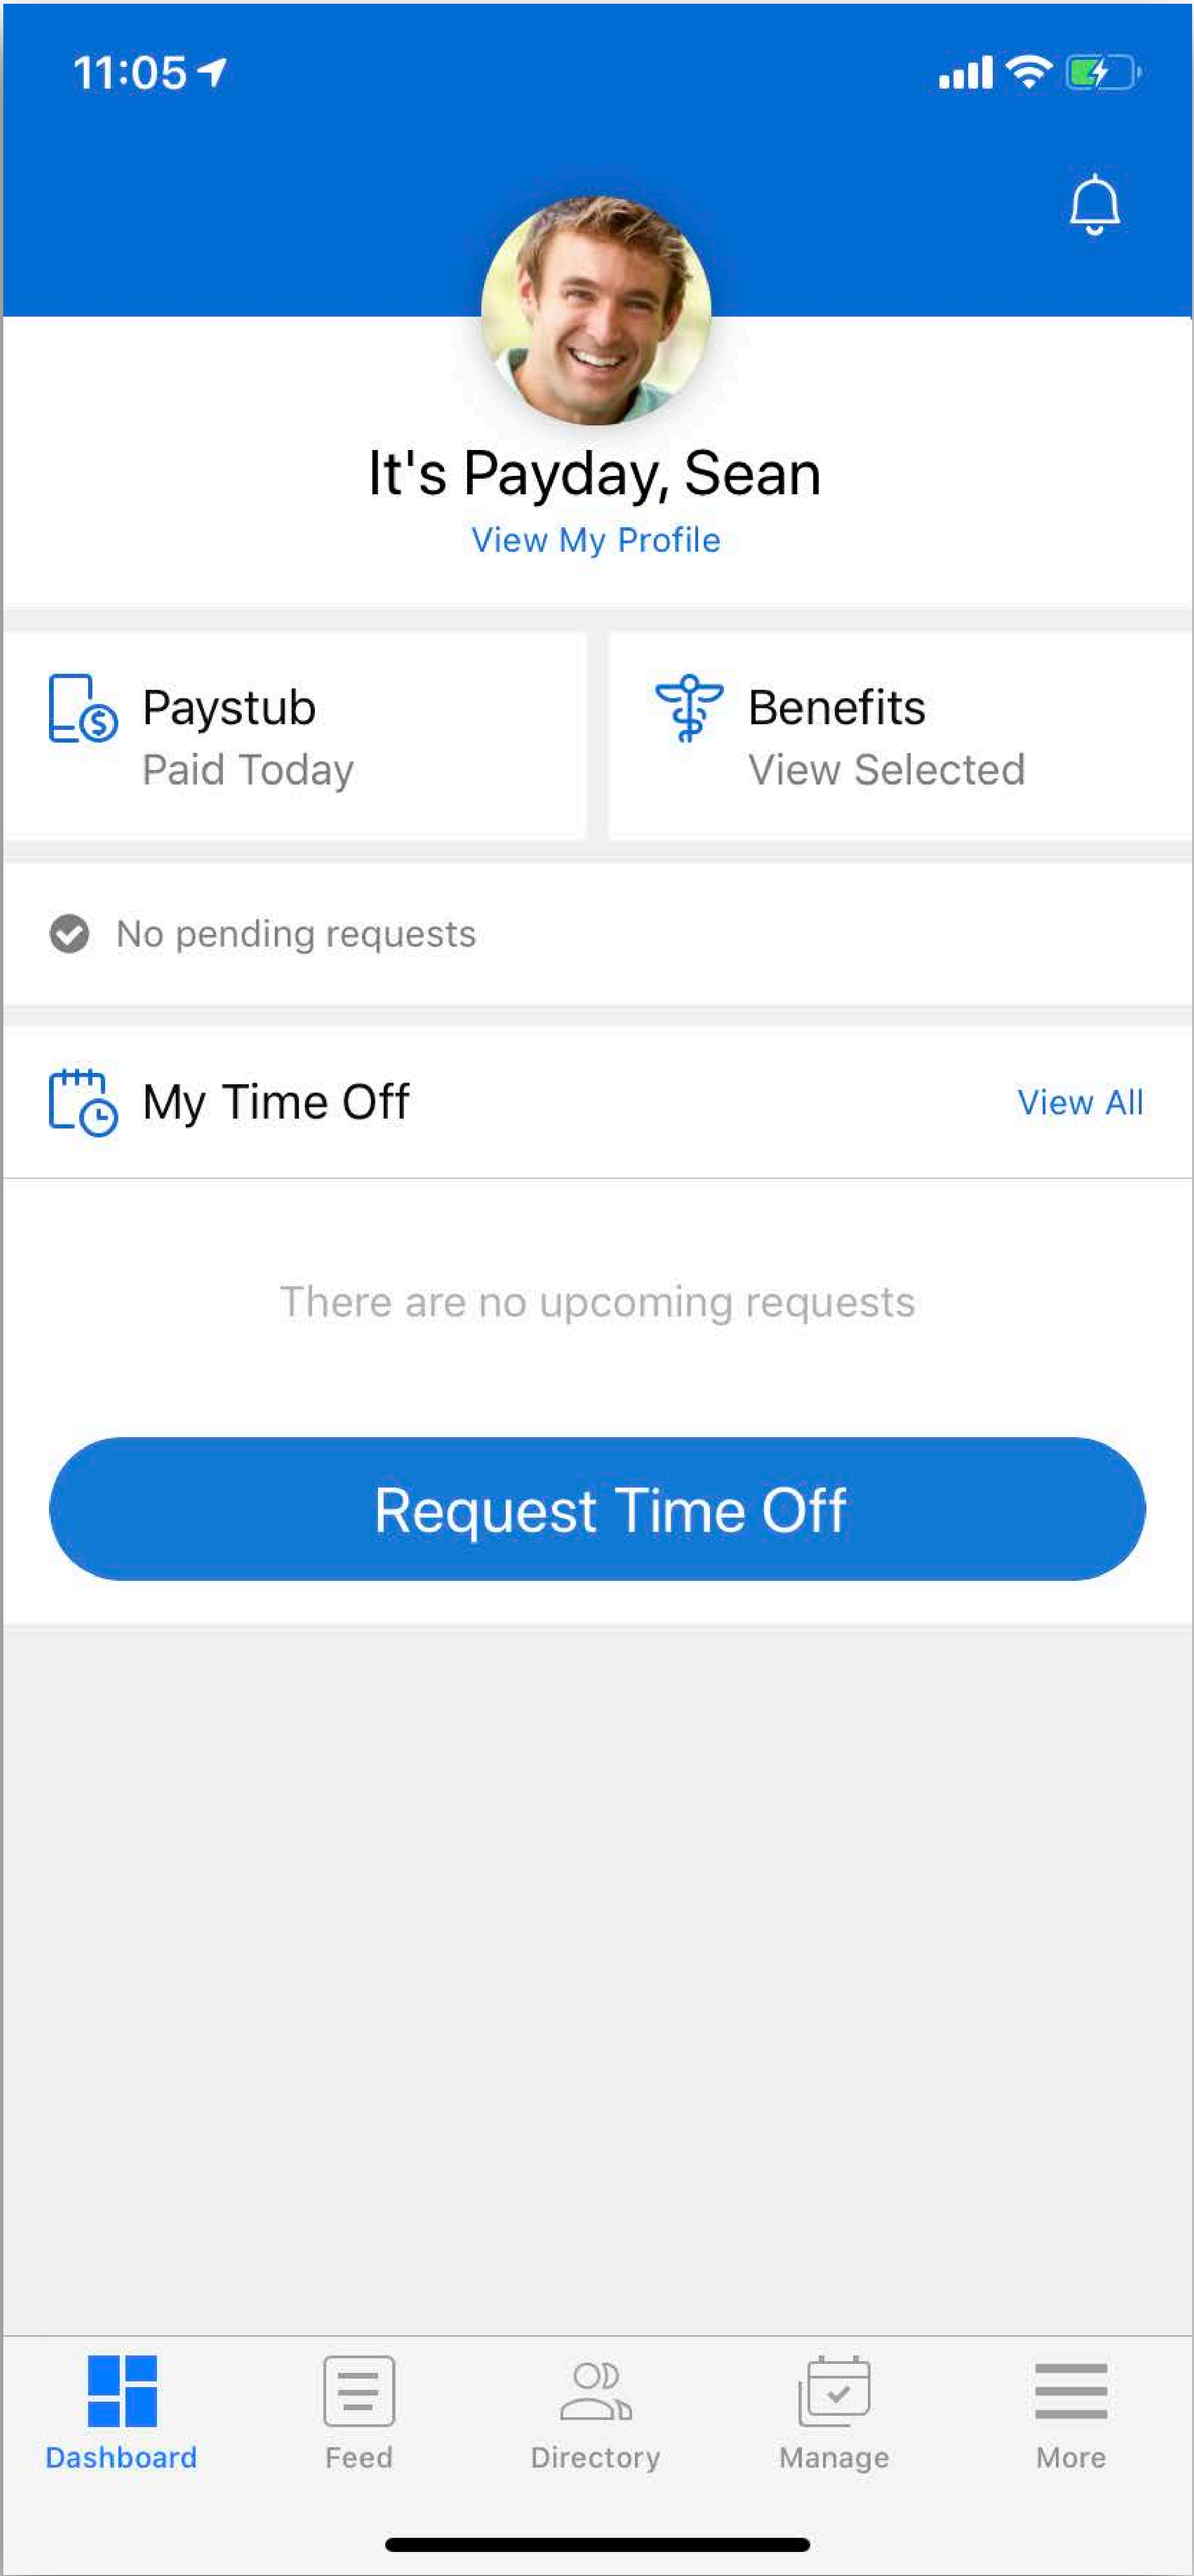 11:05
It's Payday, Sean
View My Profile
Paystub
Paid Today
Benefits
View Selected
No pending requests
My Time Off
View All
There are no upcoming requests
Request Time Off
Dashboard
Feed
Directory
Manage
More